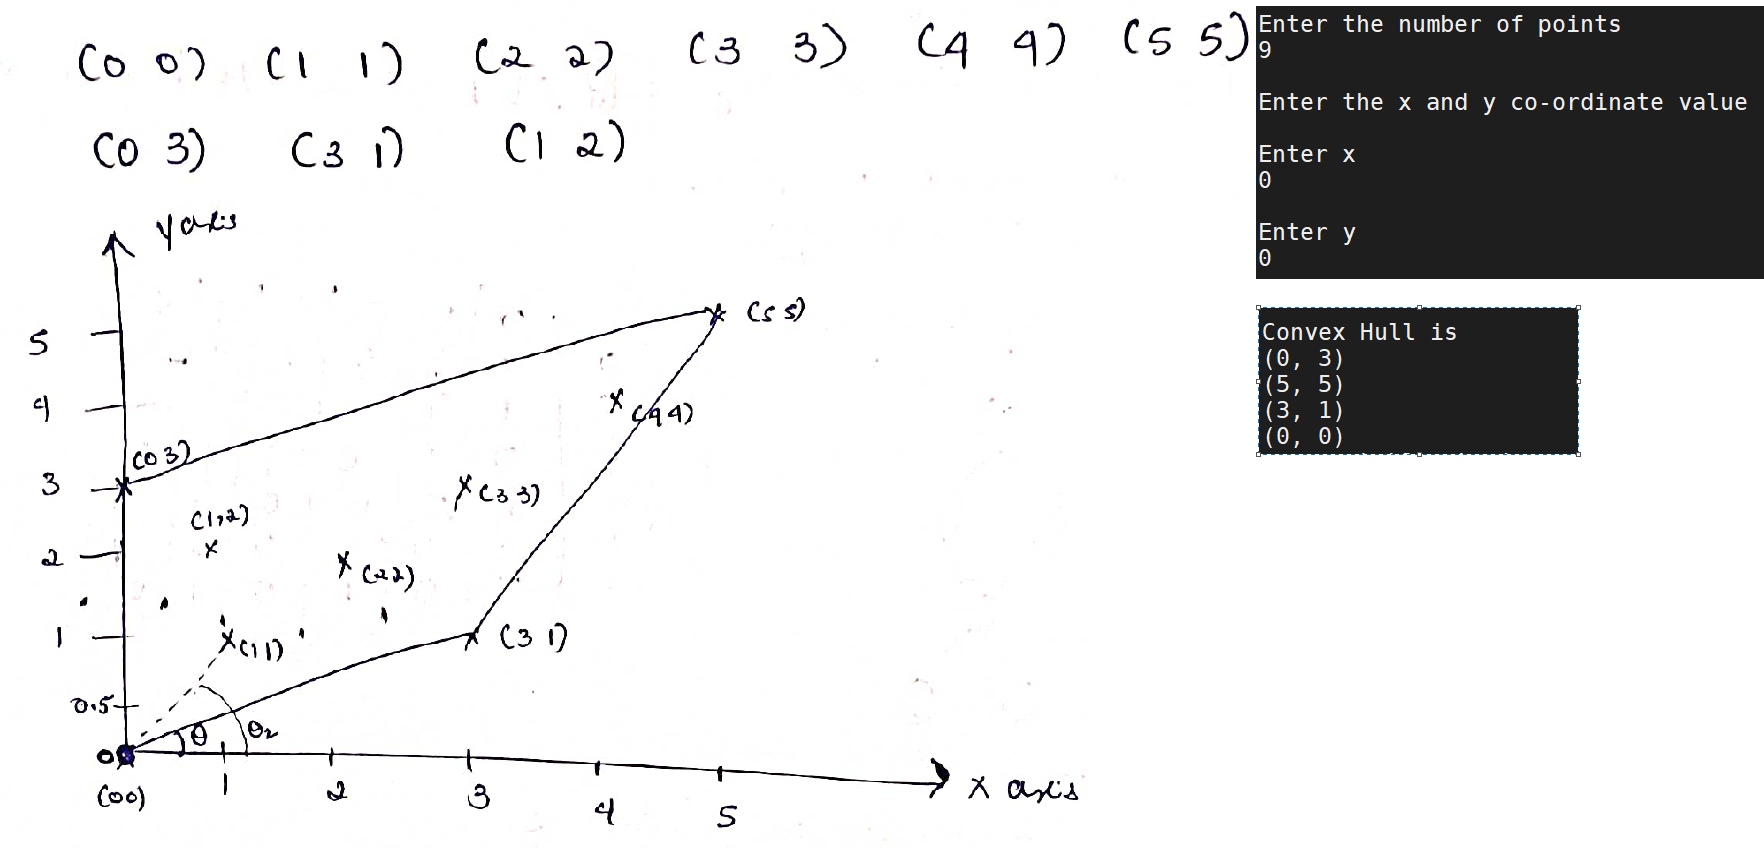 (0 0) (1 1) (2 2) (3 3) (4 4) (5 5)
(0 3) (3 1) (1 2)
Y axis
5
4
3
2
1
0.5
0
(00)
(5 5)
(4 4)
(0 3)
(3 3)
(1,2)
(2 2)
(1 1)
(3 1)
θ
θ2
1
2
3
4
5
X axis
Enter the number of points
9
Enter the x and y co-ordinate value
Enter x
0
Enter y
0
Convex Hull is
(0, 3)
(5, 5)
(3, 1)
(0, 0)